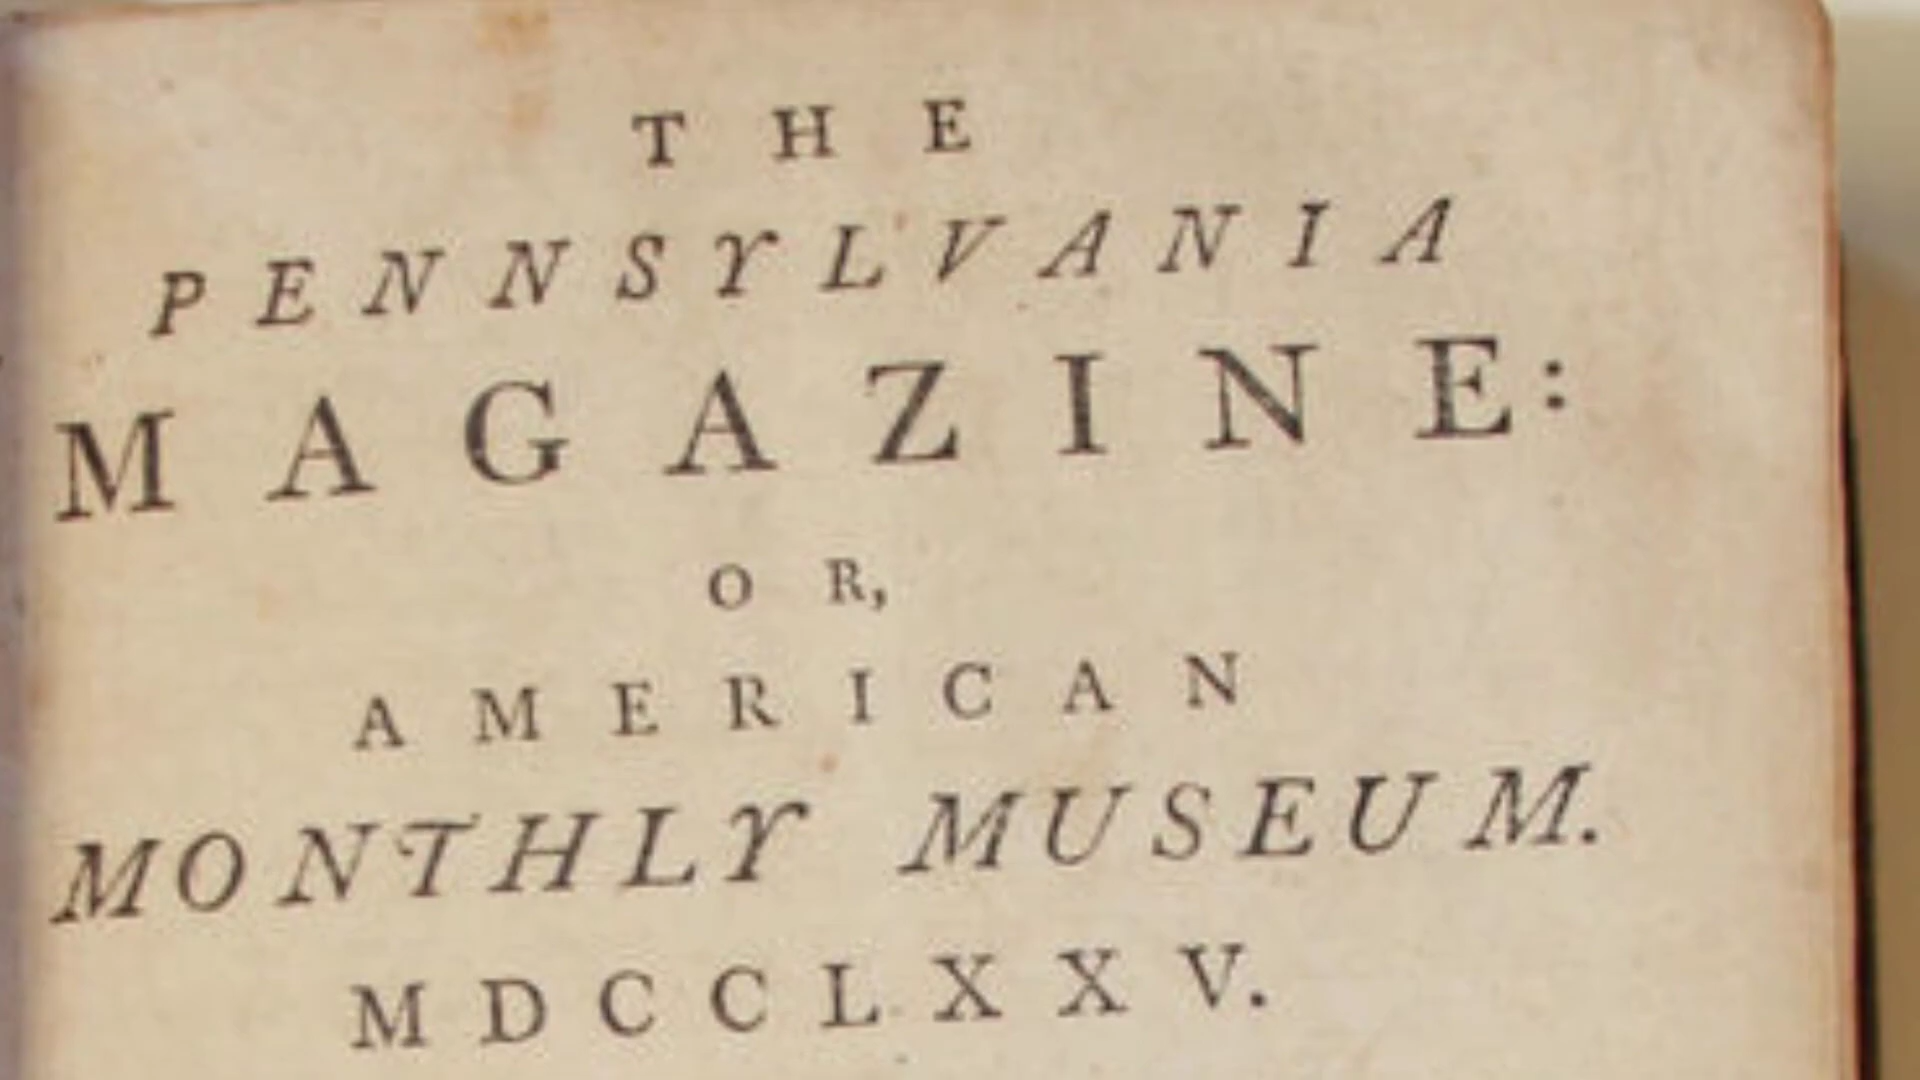 THE
PENNSYLVANIA
MAGAZINE:
OR,
AMERICAN
MONTHLY MUSEUM.
MDCCLXXV.